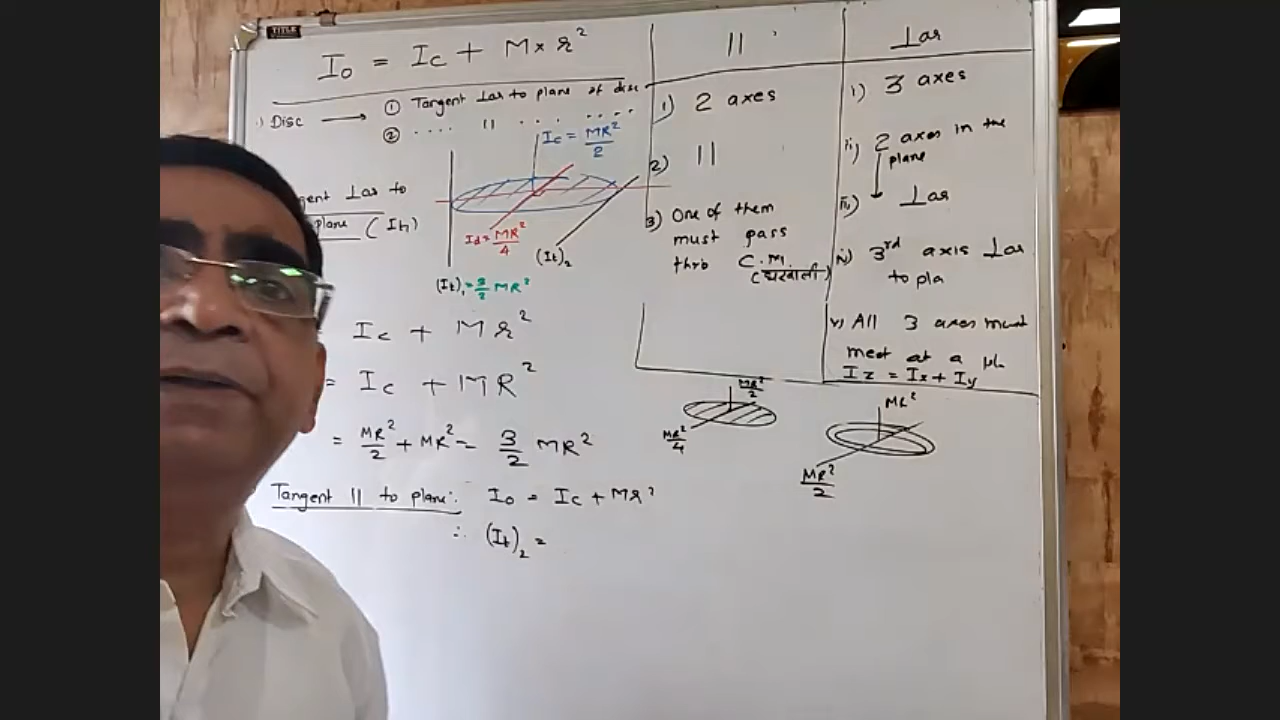 TITLE
I₀ = Ic + M x r²
Disc → ① Tangent ⊥ar to plane of disc
② .... || .... ....
Ic = MR²/2
gent ⊥ar to
plane (It)
Id = MR²/4
(It)₂
(It)₁ = 3/2 MR²
Ic + Mr²
= Ic + MR²
= MR²/2 + MR² = 3/2 MR²
Tangent || to plane: I₀ = Ic + Mr²
∴ (It)₂ =
||
1) 2 axes
2) ||
3) One of them
must pass
thro C.M.
(घरवाली)
⊥ar
i) 3 axes
ii) 2 axes in the
plane
iii) ⊥ar
iv) 3rd axis ⊥ar
to pla
v) All 3 axes must
meet at a pt.
Iz = Ix + Iy
MR²/2
MR²/4
MR²
MR²/2